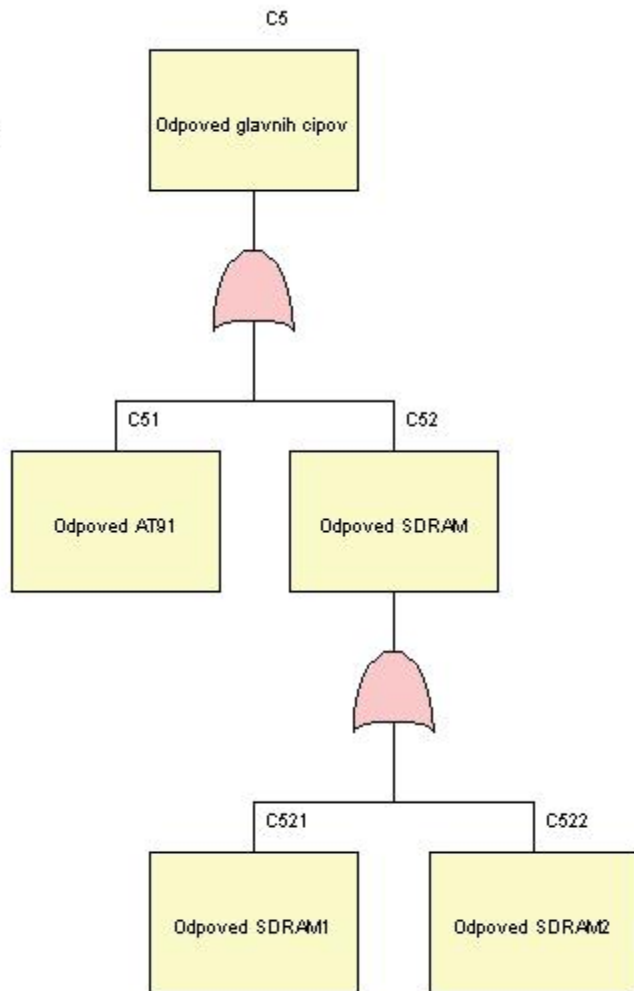 C5
Odpoved glavnih cipov
C51
C52
Odpoved AT91
Odpoved SDRAM
C521
C522
Odpoved SDRAM1
Odpoved SDRAM2